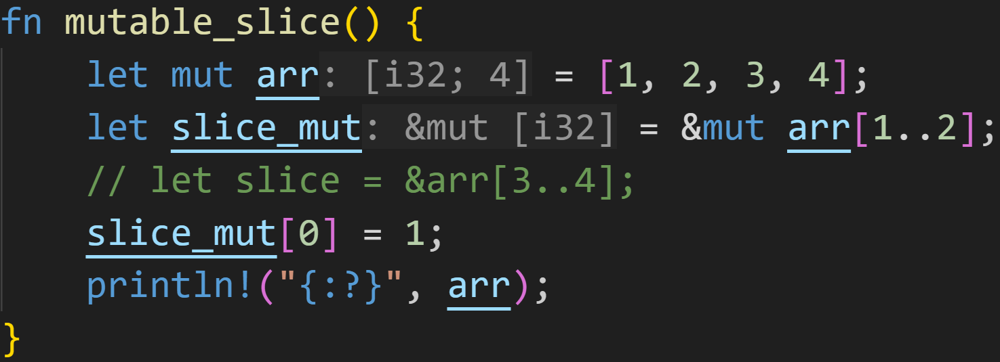 fn mutable_slice() {
let mut arr: [i32; 4] = [1, 2, 3, 4];
let slice_mut: &mut [i32] = &mut arr[1..2];
// let slice = &arr[3..4];
slice_mut[0] = 1;
println!("{:?}", arr);
}